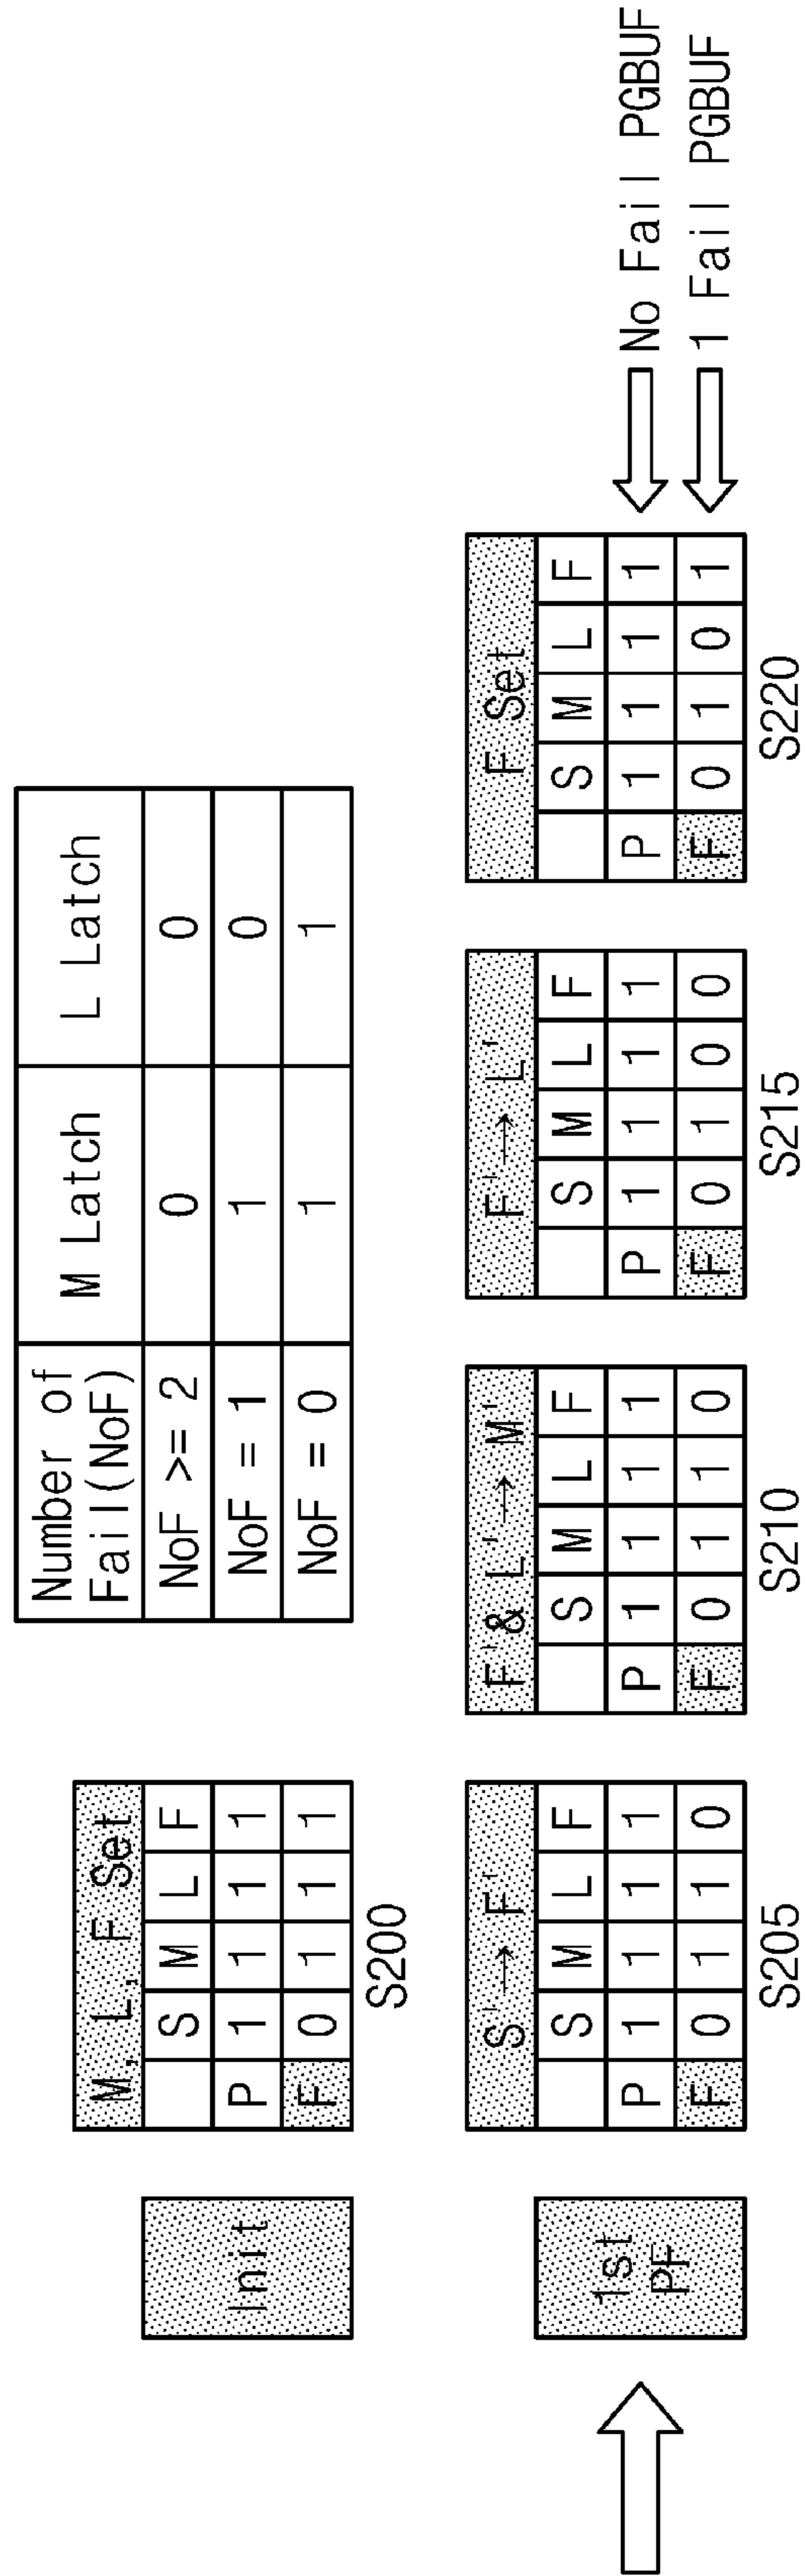 Number of Fail(NoF) M Latch L Latch
NoF >= 2 0 0
NoF = 1 1 0
NoF = 0 1 1
Init
M, L, F Set
S M L F
P 1 1 1 1
F 0 1 1 1
S200
1st PF
S'→F'
S M L F
P 1 1 1 1
F 0 1 1 0
S205
F'& L'→M'
S M L F
P 1 1 1 1
F 0 1 1 0
S210
F'→L'
S M L F
P 1 1 1 1
F 0 1 0 0
S215
F Set
S M L F
P 1 1 1 1
F 0 1 0 1
S220
No Fail PGBUF
1 Fail PGBUF